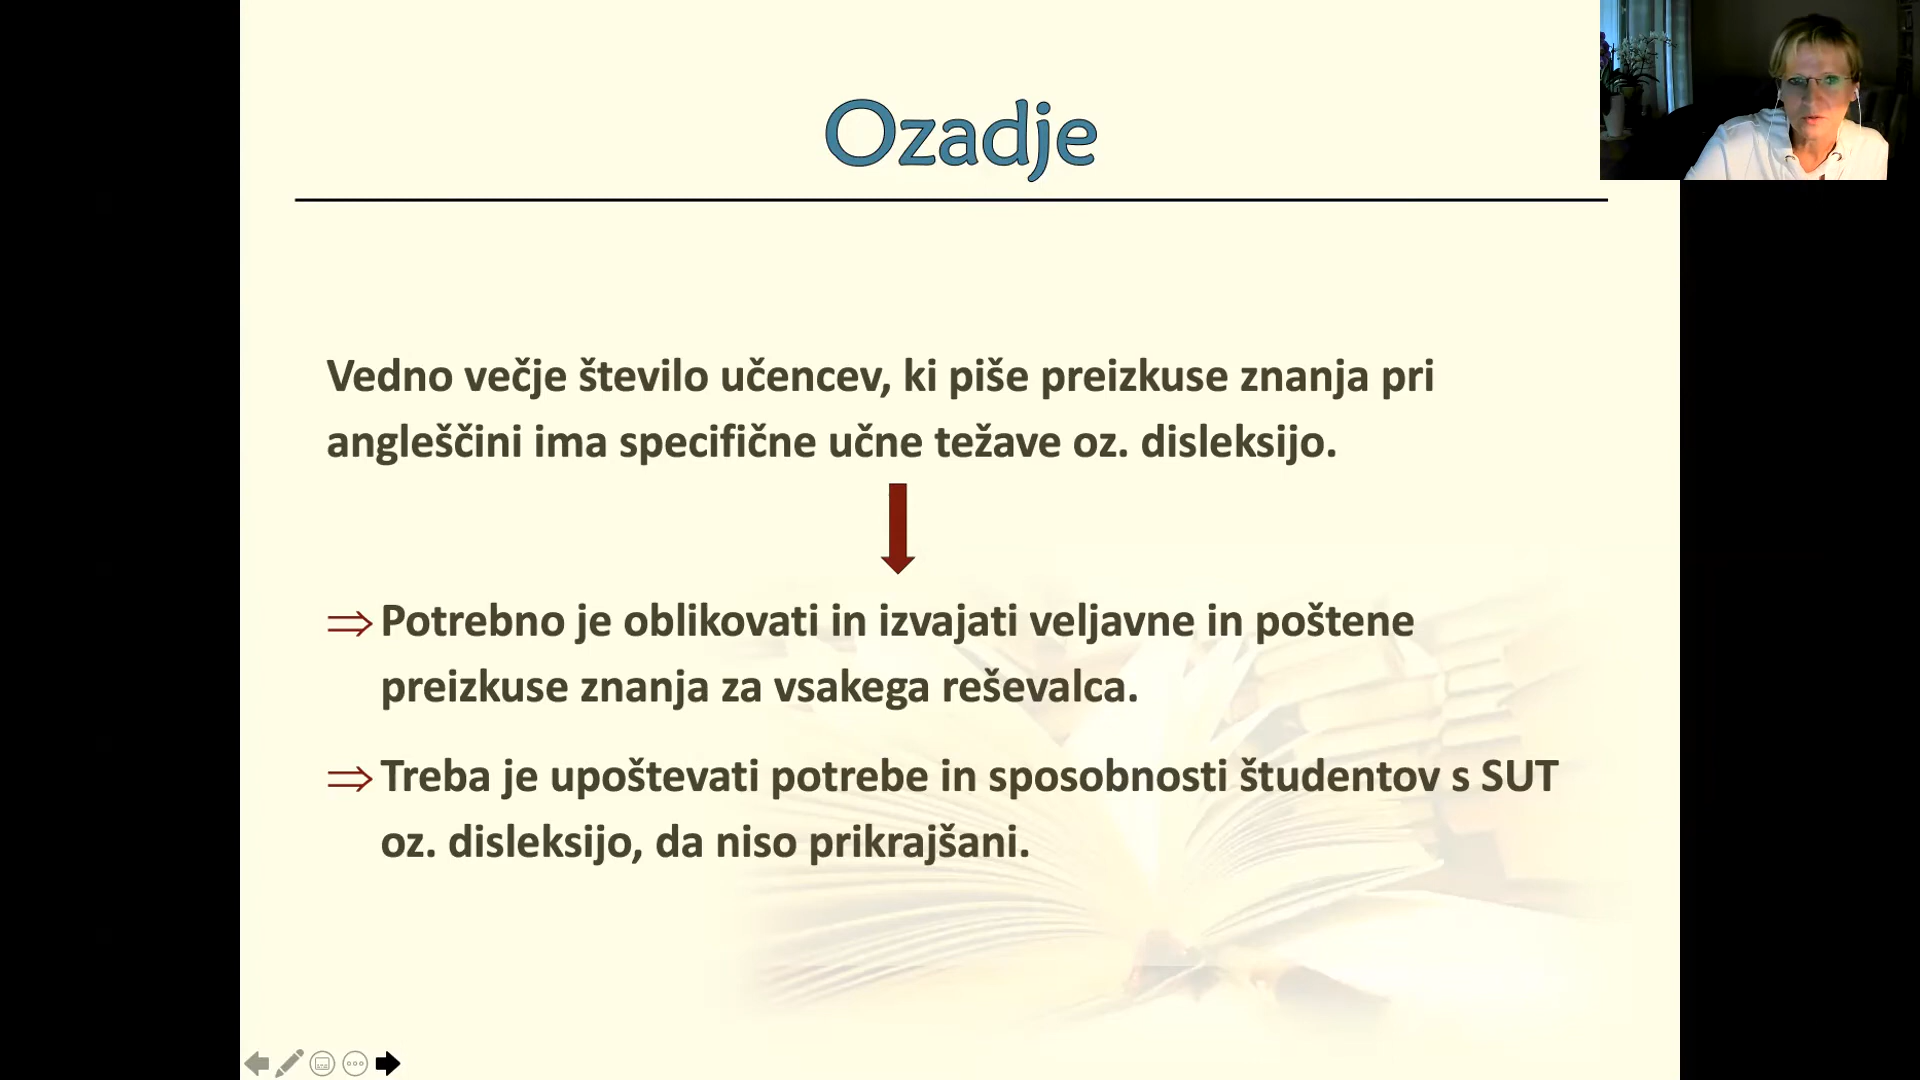 Ozadje
Vedno večje število učencev, ki piše preizkuse znanja pri
angleščini ima specifične učne težave oz. disleksijo.
⇒ Potrebno je oblikovati in izvajati veljavne in poštene
preizkuse znanja za vsakega reševalca.
⇒ Treba je upoštevati potrebe in sposobnosti študentov s SUT
oz. disleksijo, da niso prikrajšani.